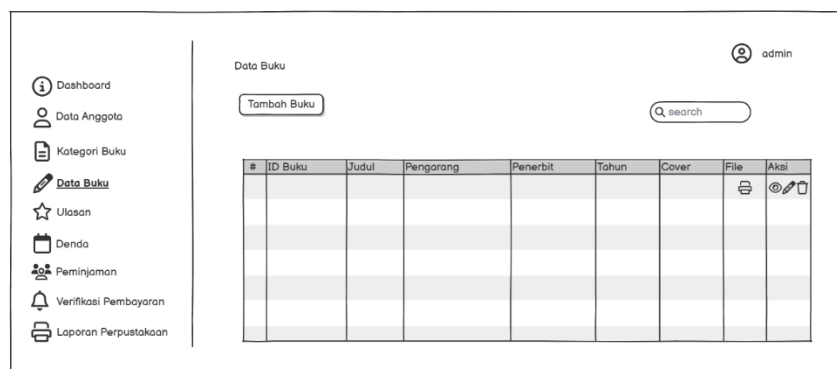 admin
Data Buku
Dashboard
Tambah Buku
search
Data Anggota
Kategori Buku
# ID Buku Judul Pengarang Penerbit Tahun Cover File Aksi
Data Buku
Ulasan
Denda
Peminjaman
Verifikasi Pembayaran
Laporan Perpustakaan